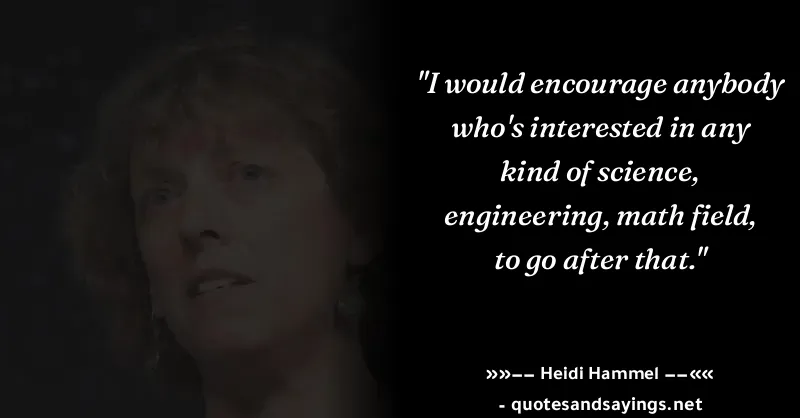 "I would encourage anybody
who's interested in any
kind of science,
engineering, math field,
to go after that."
»»−− Heidi Hammel −−««
- quotesandsayings.net